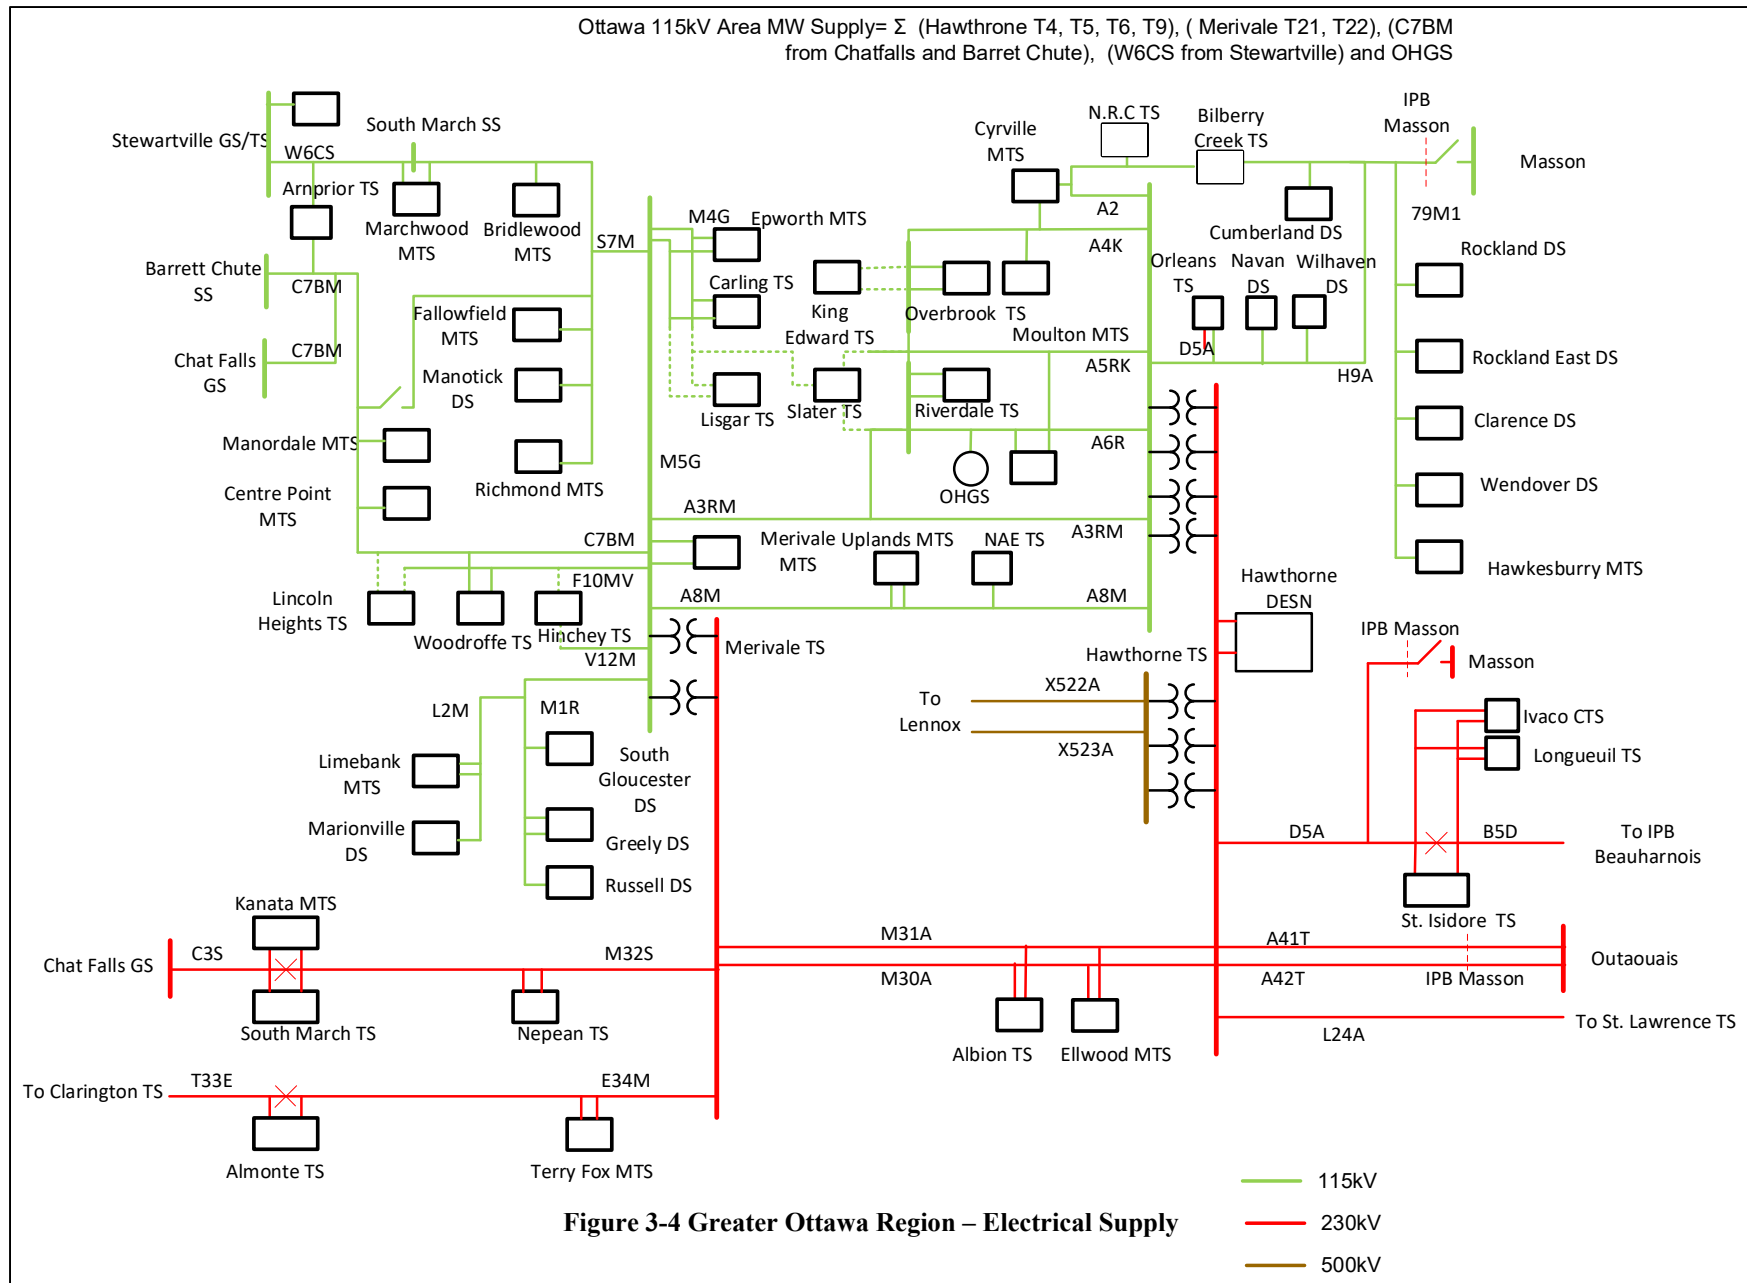 Ottawa 115kV Area MW Supply= Σ (Hawthrone T4, T5, T6, T9), ( Merivale T21, T22), (C7BM
from Chatfalls and Barret Chute), (W6CS from Stewartville) and OHGS
Stewartville GS/TS
W6CS
South March SS
Arnprior TS
Marchwood
MTS
Bridlewood
MTS
S7M
Barrett Chute
SS
C7BM
Chat Falls
GS
C7BM
Fallowfield
MTS
Manotick
DS
Richmond MTS
Manordale MTS
Centre Point
MTS
M4G
Epworth MTS
Carling TS
Lisgar TS
M5G
King
Edward TS
Slater TS
Overbrook TS
Moulton MTS
Riverdale TS
OHGS
Cyrville
MTS
N.R.C TS
Bilberry
Creek TS
IPB
Masson
Masson
79M1
A2
A4K
Cumberland DS
Orleans
TS
Navan
DS
Wilhaven
DS
D5A
A5RK
H9A
A6R
Rockland DS
Rockland East DS
Clarence DS
Wendover DS
Hawkesburry MTS
A3RM
A3RM
C7BM
Merivale
MTS
Uplands MTS
NAE TS
F10MV
A8M
A8M
Lincoln
Heights TS
Woodroffe TS
Hinchey TS
V12M
Merivale TS
Hawthorne
DESN
Hawthorne TS
IPB Masson
Masson
L2M
M1R
Limebank
MTS
Marionville
DS
South
Gloucester
DS
Greely DS
Russell DS
To
Lennox
X522A
X523A
Ivaco CTS
Longueuil TS
D5A
B5D
To IPB
Beauharnois
St. Isidore TS
Kanata MTS
Chat Falls GS
C3S
M32S
South March TS
Nepean TS
M31A
M30A
A41T
A42T
IPB Masson
Outaouais
Albion TS
Ellwood MTS
L24A
To St. Lawrence TS
To Clarington TS
T33E
E34M
Almonte TS
Terry Fox MTS
115kV
230kV
500kV
Figure 3-4 Greater Ottawa Region – Electrical Supply